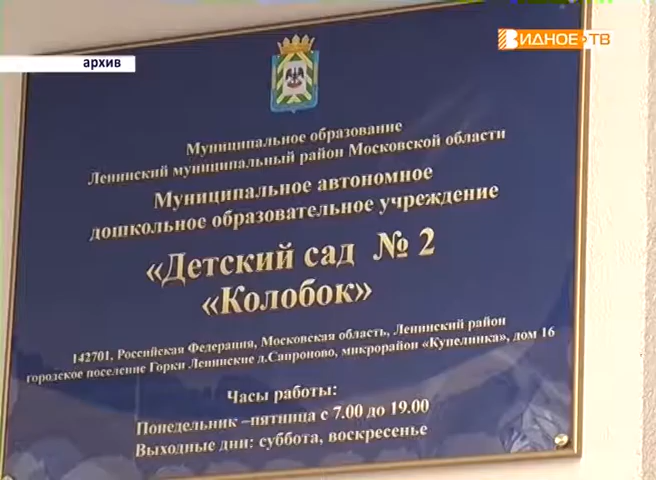 ВИДНОЕ ТВ
архив
Муниципальное образование
Ленинский муниципальный район Московской области
Муниципальное автономное
дошкольное образовательное учреждение
«Детский сад № 2
«Колобок»
142701, Российская Федерация, Московская область, Ленинский район
городское поселение Горки Ленинские д.Сапроново, микрорайон «Купелинка», дом 16
Часы работы:
Понедельник –пятница с 7.00 до 19.00
Выходные дни: суббота, воскресенье